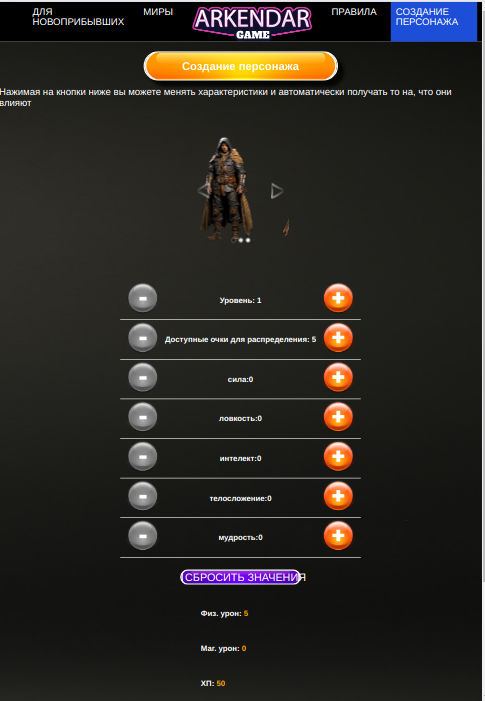 ДЛЯ
НОВОПРИБЫВШИХ
МИРЫ
ARKENDAR
GAME
ПРАВИЛА
СОЗДАНИЕ
ПЕРСОНАЖА
Создание персонажа
Нажимая на кнопки ниже вы можете менять характеристики и автоматически получать то на, что они
влияют
- Уровень: 1 +
- Доступные очки для распределения: 5 +
- сила:0 +
- ловкость:0 +
- интелект:0 +
- телосложение:0 +
- мудрость:0 +
СБРОСИТЬ ЗНАЧЕНИЯ
Физ. урон: 5
Маг. урон: 0
ХП: 50